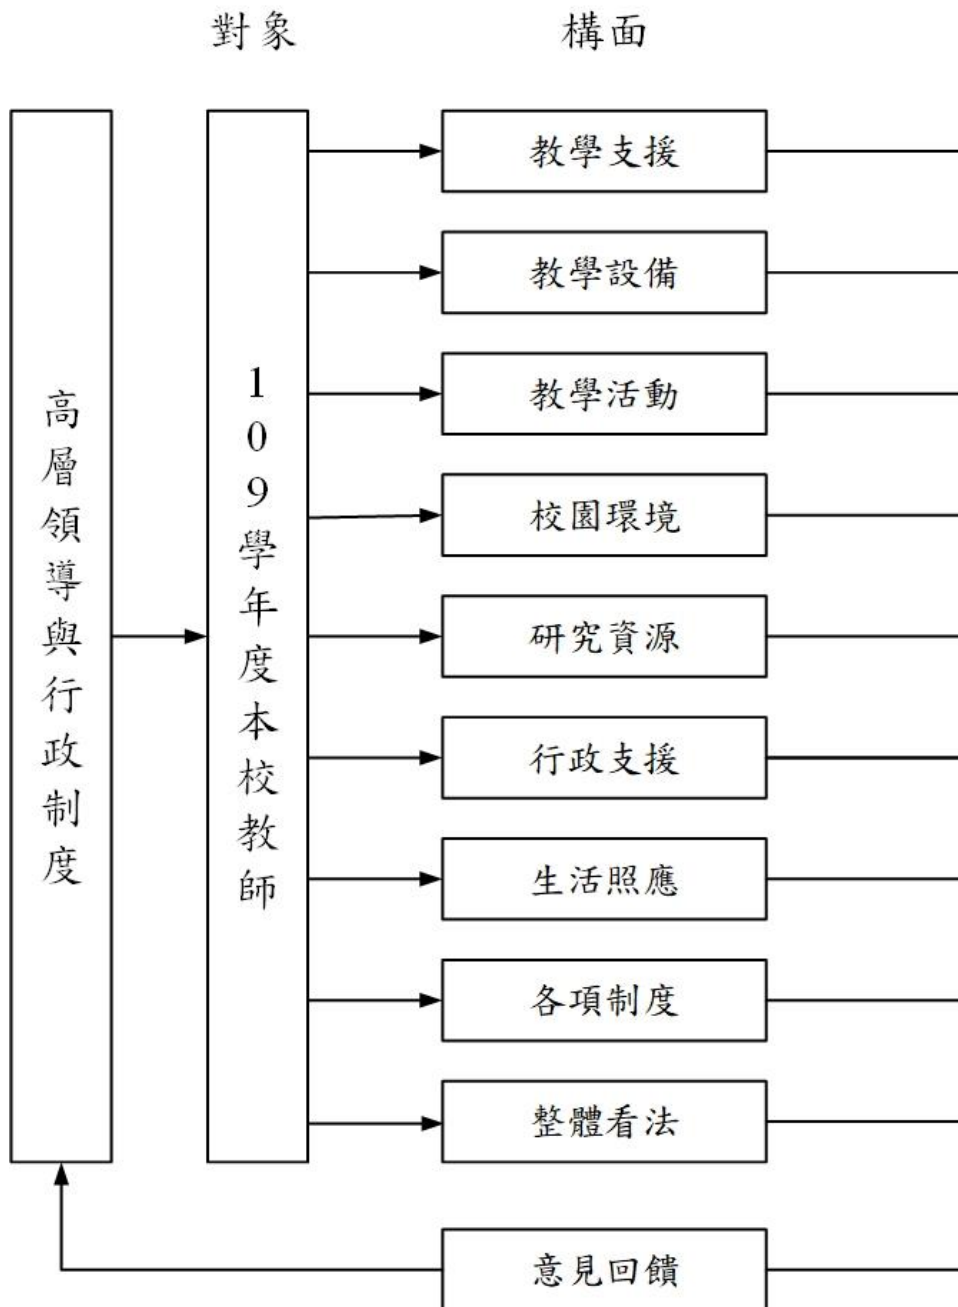 對象
構面
高層領導與行政制度
109學年度本校教師
教學支援
教學設備
教學活動
校園環境
研究資源
行政支援
生活照應
各項制度
整體看法
意見回饋